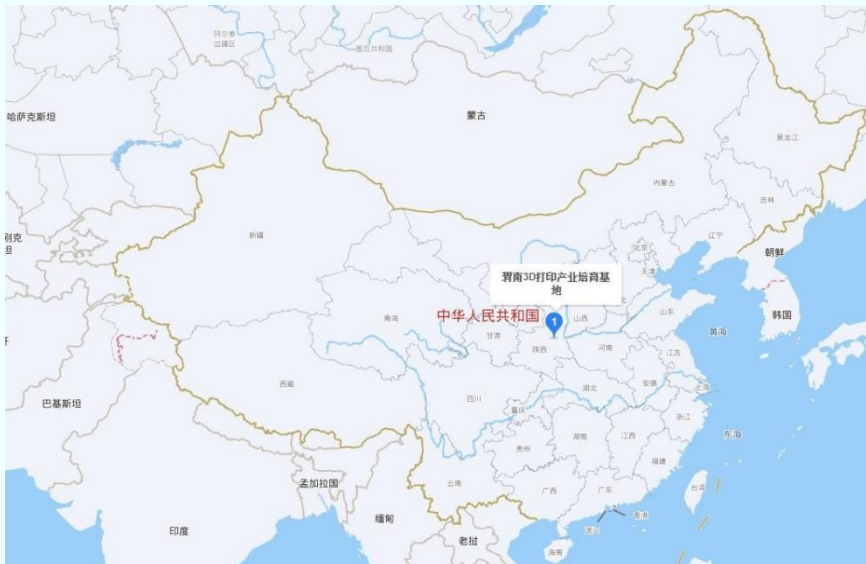 阿尔泰
边疆区
图瓦共和国
哈萨克斯坦
蒙古
黑龙江
内蒙古
吉林
新疆
辽宁
北京
天津
朝鲜
渭南3D打印产业培育基
地
1
中华人民共和国
山西
山东
韩国
青海
甘肃
陕西
河南
黄海
江苏
西藏
四川
湖北
安徽
上海
巴基斯坦
重庆
浙江
湖南
江西
东海
贵州
福建
孟加拉国
云南
广西
广东
台湾
缅甸
印度
香港
澳门
老挝
海南